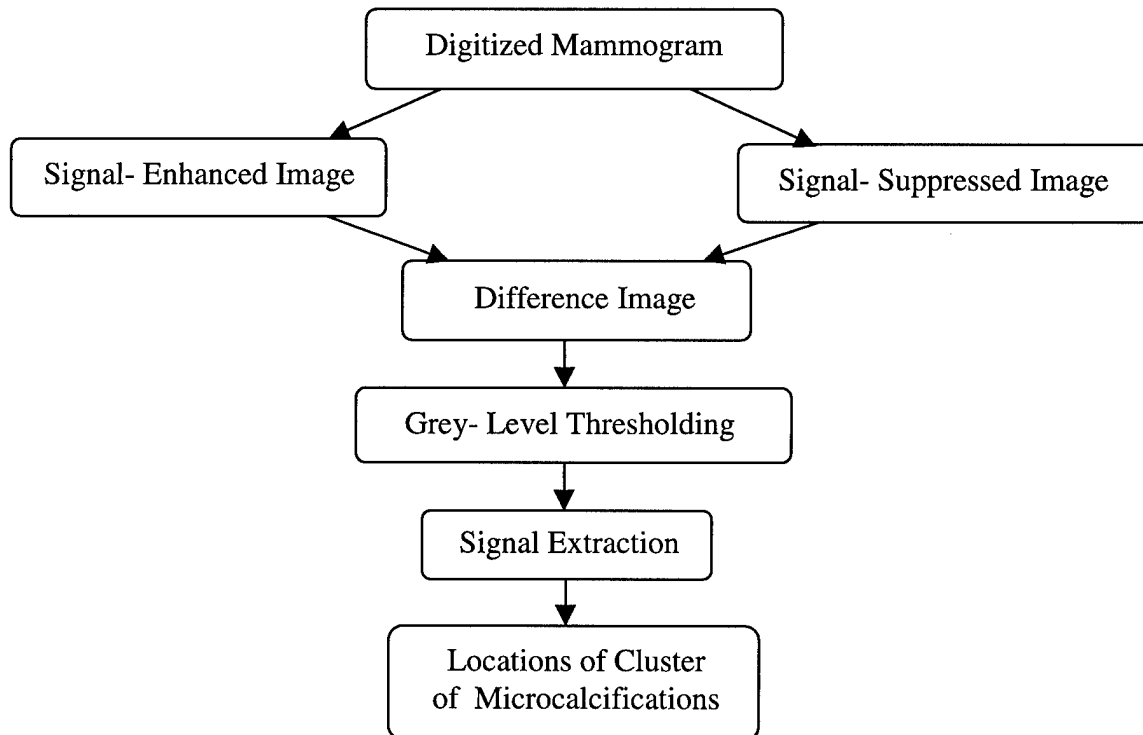 Digitized Mammogram
Signal- Enhanced Image
Signal- Suppressed Image
Difference Image
Grey- Level Thresholding
Signal Extraction
Locations of Cluster
of Microcalcifications